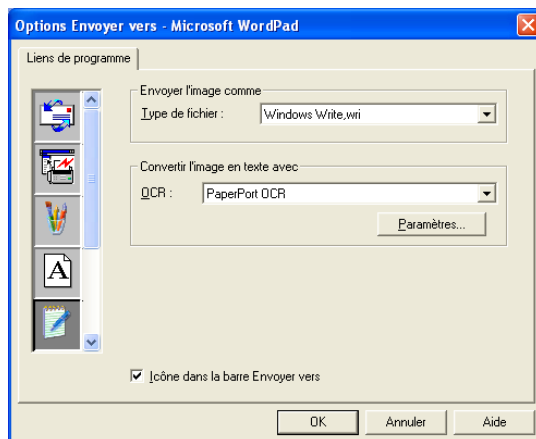 Options Envoyer vers - Microsoft WordPad
Liens de programme
Envoyer l'image comme
Type de fichier : Windows Write,wri
Convertir l'image en texte avec
OCR : PaperPort OCR
Paramètres...
A
Icône dans la barre Envoyer vers
OK Annuler Aide